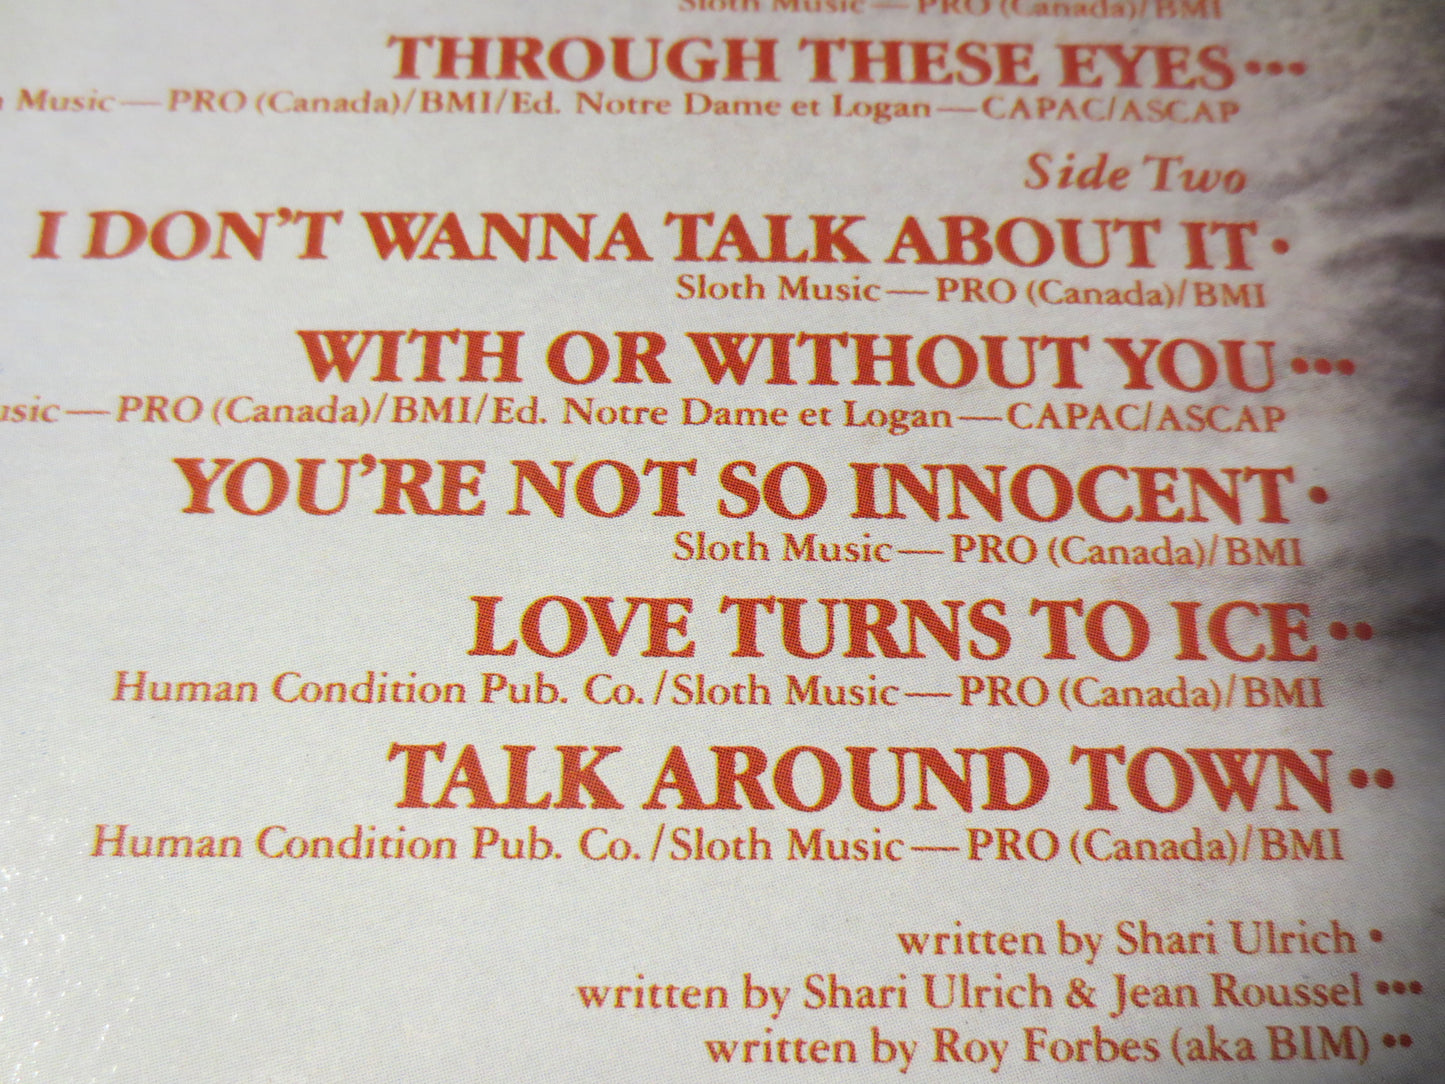 Sloth Music—PRO (Canada)/BMI
THROUGH THESE EYES•••
Music—PRO (Canada)/BMI/Ed. Notre Dame et Logan—CAPAC/ASCAP
Side Two
I DON'T WANNA TALK ABOUT IT•
Sloth Music—PRO (Canada)/BMI
WITH OR WITHOUT YOU•••
—PRO (Canada)/BMI/Ed. Notre Dame et Logan—CAPAC/ASCAP
YOU'RE NOT SO INNOCENT•
Sloth Music—PRO (Canada)/BMI
LOVE TURNS TO ICE••
Human Condition Pub. Co./Sloth Music—PRO (Canada)/BMI
TALK AROUND TOWN••
Human Condition Pub. Co./Sloth Music—PRO (Canada)/BMI
written by Shari Ulrich •
written by Shari Ulrich & Jean Roussel •••
written by Roy Forbes (aka BIM) ••